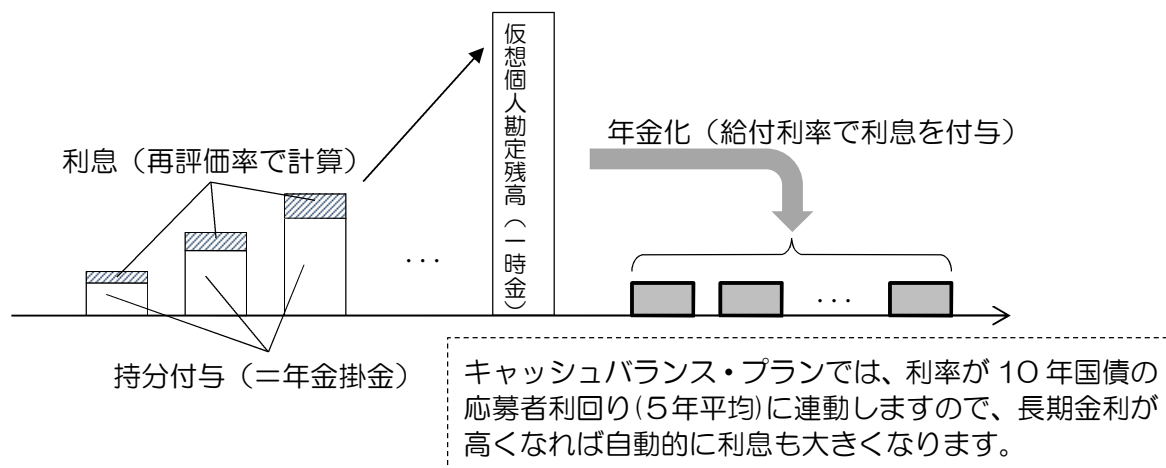 仮想個人勘定残高（一時金）
年金化（給付利率で利息を付与）
利息（再評価率で計算）
･･･
･･･
持分付与（＝年金掛金）
キャッシュバランス・プランでは、利率が 10 年国債の
応募者利回り(５年平均)に連動しますので、長期金利が
高くなれば自動的に利息も大きくなります。